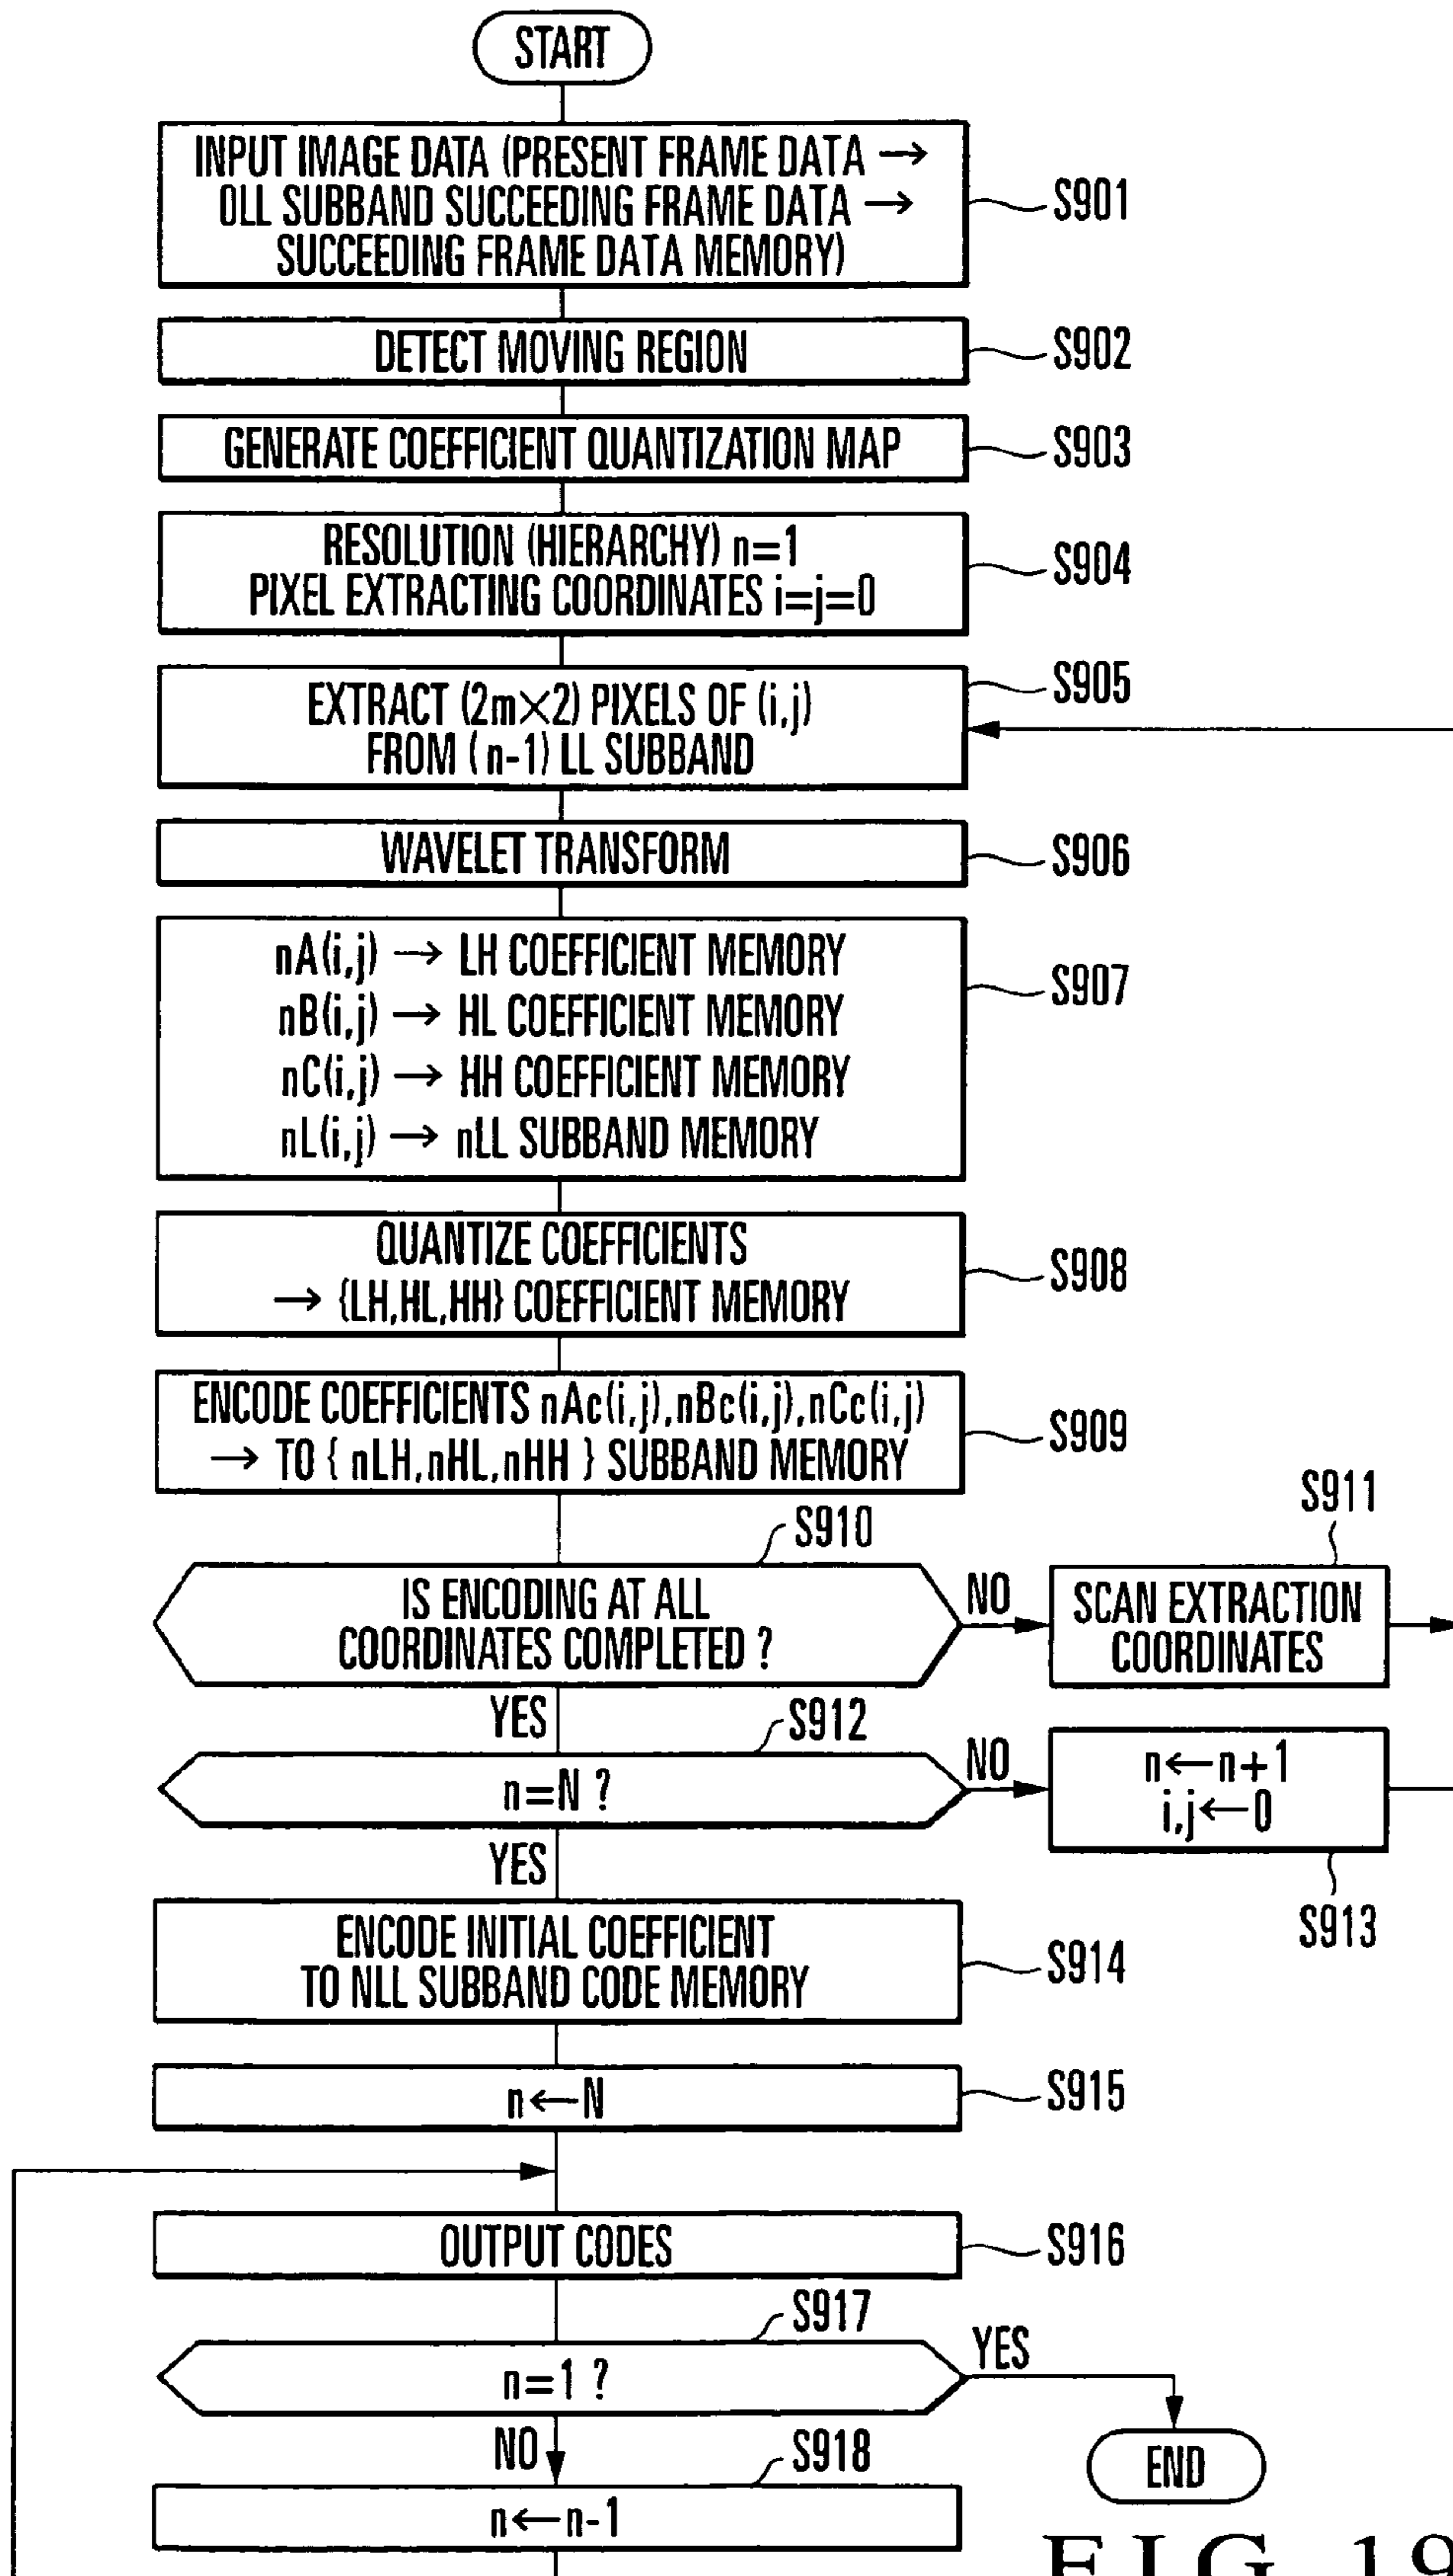 START
INPUT IMAGE DATA (PRESENT FRAME DATA →
OLL SUBBAND SUCCEEDING FRAME DATA →
SUCCEEDING FRAME DATA MEMORY)
S901
DETECT MOVING REGION
S902
GENERATE COEFFICIENT QUANTIZATION MAP
S903
RESOLUTION (HIERARCHY) n=1
PIXEL EXTRACTING COORDINATES i=j=0
S904
EXTRACT (2m×2) PIXELS OF (i,j)
FROM (n-1) LL SUBBAND
S905
WAVELET TRANSFORM
S906
nA(i,j) → LH COEFFICIENT MEMORY
nB(i,j) → HL COEFFICIENT MEMORY
nC(i,j) → HH COEFFICIENT MEMORY
nL(i,j) → nLL SUBBAND MEMORY
S907
QUANTIZE COEFFICIENTS
→ {LH,HL,HH} COEFFICIENT MEMORY
S908
ENCODE COEFFICIENTS nAc(i,j),nBc(i,j),nCc(i,j)
→ TO { nLH,nHL,nHH } SUBBAND MEMORY
S909
S910
IS ENCODING AT ALL
COORDINATES COMPLETED ?
NO
S911
SCAN EXTRACTION
COORDINATES
YES
S912
n=N ?
NO
n←n+1
i,j←0
S913
YES
ENCODE INITIAL COEFFICIENT
TO NLL SUBBAND CODE MEMORY
S914
n←N
S915
OUTPUT CODES
S916
S917
n=1 ?
YES
END
NO
S918
n←n-1
FIG. 19